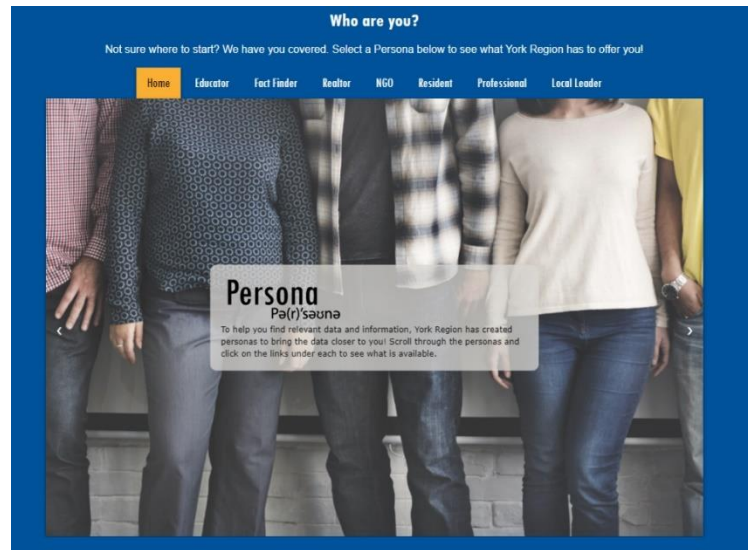 Who are you?
Not sure where to start? We have you covered. Select a Persona below to see what York Region has to offer you!
Home Educator Fact Finder Realtor NGO Resident Professional Local Leader
Persona
Pə(r)ˈsəʊnə
To help you find relevant data and information, York Region has created
personas to bring the data closer to you! Scroll through the personas and
click on the links under each to see what is available.